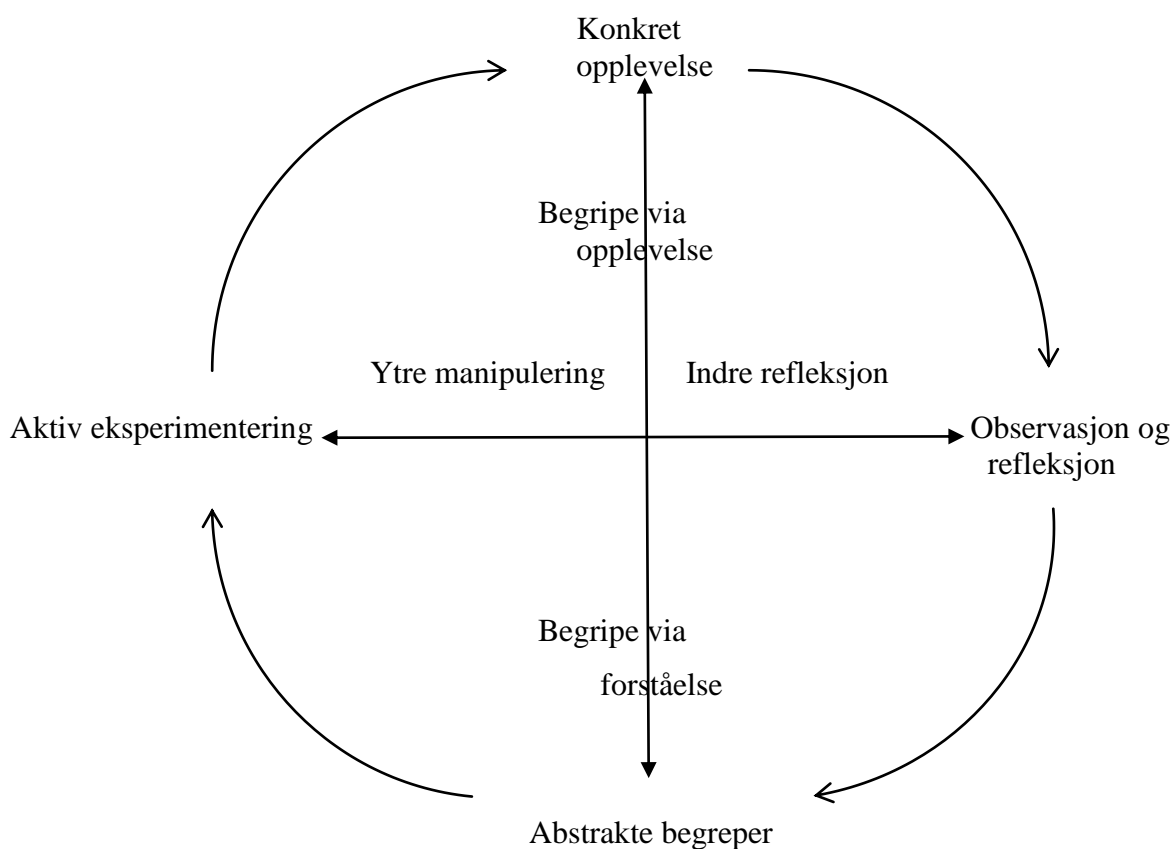 Konkret
opplevelse
Begripe via
opplevelse
Ytre manipulering
Indre refleksjon
Aktiv eksperimentering
Observasjon og
refleksjon
Begripe via
forståelse
Abstrakte begreper